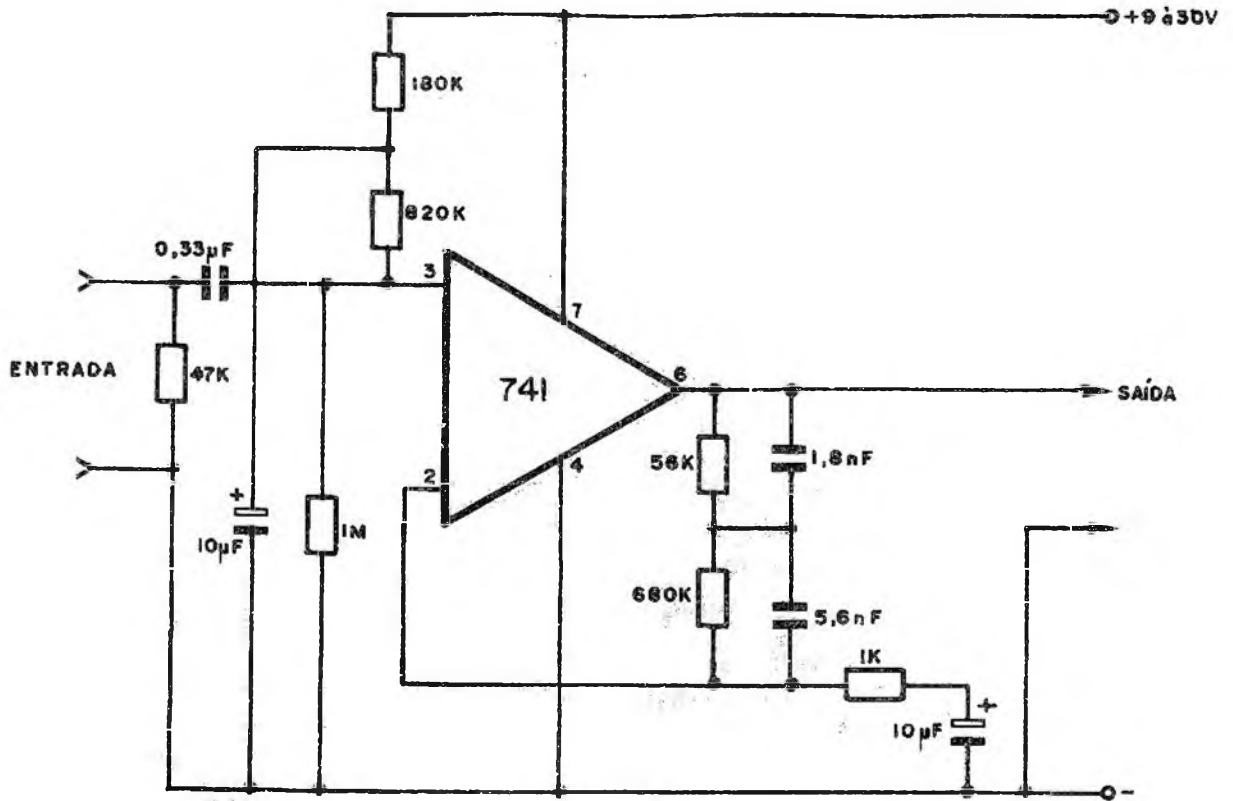 +9 à 30V
180K
820K
0,33µF
3
7
ENTRADA
47K
741
6
SAÍDA
56K
1,8nF
4
2
+
10µF
1M
680K
5,6nF
1K
+
10µF
-